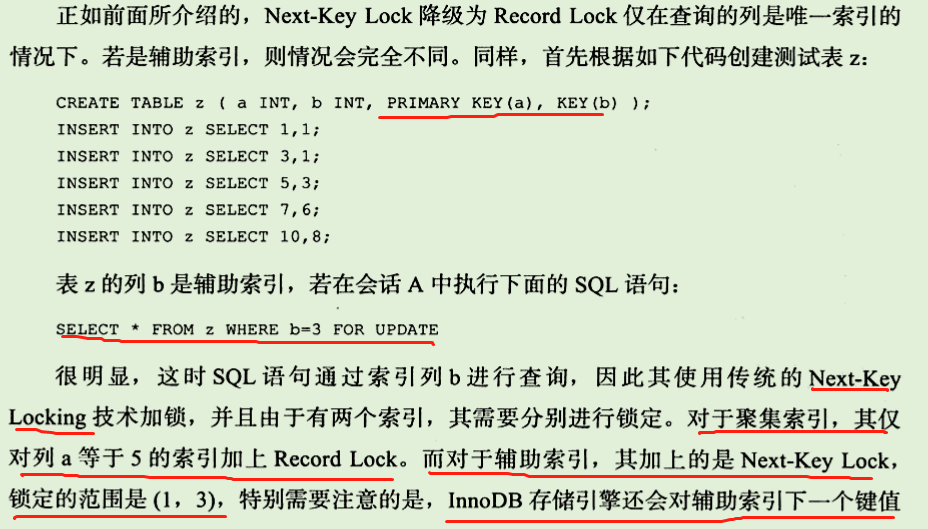 正如前面所介绍的，Next-Key Lock 降级为 Record Lock 仅在查询的列是唯一索引的
情况下。若是辅助索引，则情况会完全不同。同样，首先根据如下代码创建测试表 z：
CREATE TABLE z ( a INT, b INT, PRIMARY KEY(a), KEY(b) );
INSERT INTO z SELECT 1,1;
INSERT INTO z SELECT 3,1;
INSERT INTO z SELECT 5,3;
INSERT INTO z SELECT 7,6;
INSERT INTO z SELECT 10,8;
表 z 的列 b 是辅助索引，若在会话 A 中执行下面的 SQL 语句：
SELECT * FROM z WHERE b=3 FOR UPDATE
很明显，这时 SQL 语句通过索引列 b 进行查询，因此其使用传统的 Next-Key
Locking 技术加锁，并且由于有两个索引，其需要分别进行锁定。对于聚集索引，其仅
对列 a 等于 5 的索引加上 Record Lock。而对于辅助索引，其加上的是 Next-Key Lock，
锁定的范围是 (1，3)，特别需要注意的是，InnoDB 存储引擎还会对辅助索引下一个键值